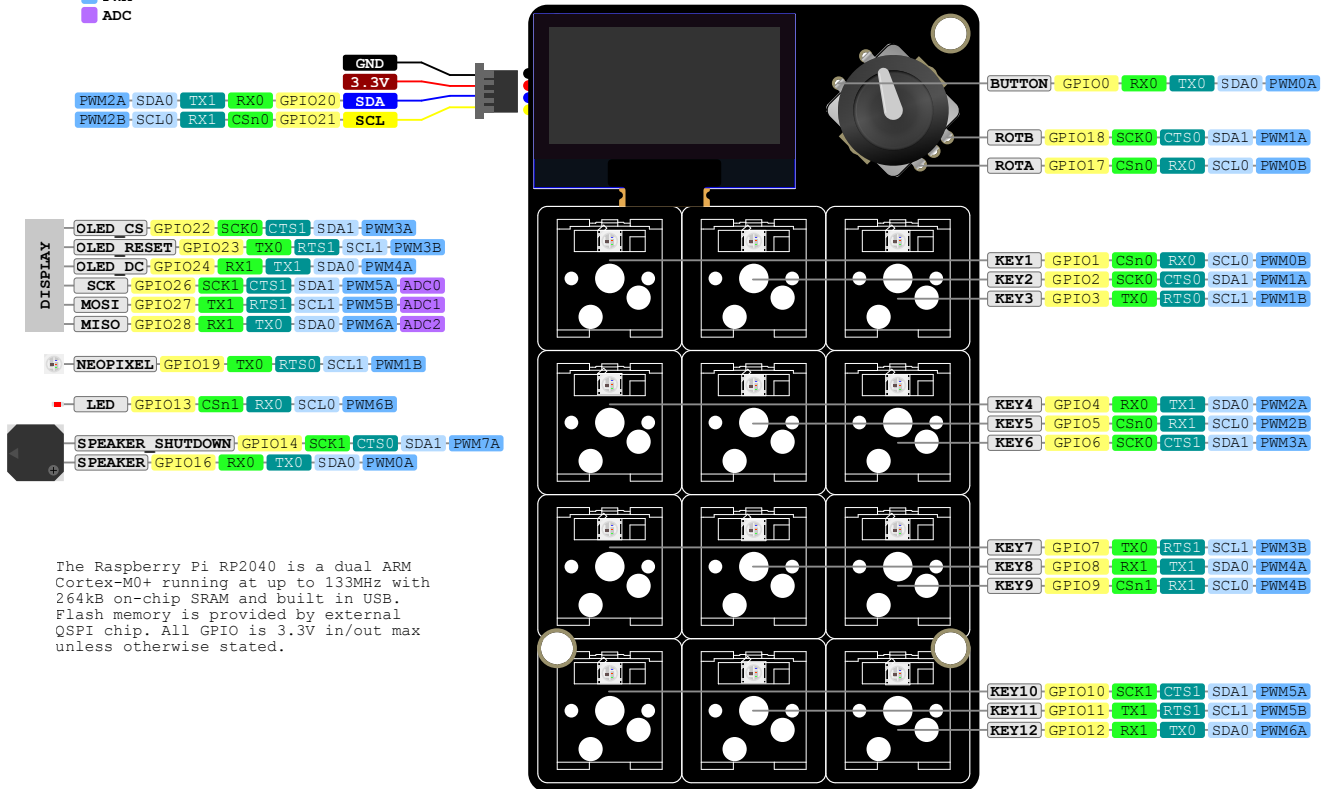 ADC
GND
3.3V
PWM2A SDA0 TX1 RX0 GPIO20 SDA
PWM2B SCL0 RX1 CSn0 GPIO21 SCL
BUTTON GPIO0 RX0 TX0 SDA0 PWM0A
ROTB GPIO18 SCK0 CTS0 SDA1 PWM1A
ROTA GPIO17 CSn0 RX0 SCL0 PWM0B
DISPLAY
OLED_CS GPIO22 SCK0 CTS1 SDA1 PWM3A
OLED_RESET GPIO23 TX0 RTS1 SCL1 PWM3B
OLED_DC GPIO24 RX1 TX1 SDA0 PWM4A
SCK GPIO26 SCK1 CTS1 SDA1 PWM5A ADC0
MOSI GPIO27 TX1 RTS1 SCL1 PWM5B ADC1
MISO GPIO28 RX1 TX0 SDA0 PWM6A ADC2
NEOPIXEL GPIO19 TX0 RTS0 SCL1 PWM1B
LED GPIO13 CSn1 RX0 SCL0 PWM6B
SPEAKER_SHUTDOWN GPIO14 SCK1 CTS0 SDA1 PWM7A
SPEAKER GPIO16 RX0 TX0 SDA0 PWM0A
KEY1 GPIO1 CSn0 RX0 SCL0 PWM0B
KEY2 GPIO2 SCK0 CTS0 SDA1 PWM1A
KEY3 GPIO3 TX0 RTS0 SCL1 PWM1B
KEY4 GPIO4 RX0 TX1 SDA0 PWM2A
KEY5 GPIO5 CSn0 RX1 SCL0 PWM2B
KEY6 GPIO6 SCK0 CTS1 SDA1 PWM3A
KEY7 GPIO7 TX0 RTS1 SCL1 PWM3B
KEY8 GPIO8 RX1 TX1 SDA0 PWM4A
KEY9 GPIO9 CSn1 RX1 SCL0 PWM4B
KEY10 GPIO10 SCK1 CTS1 SDA1 PWM5A
KEY11 GPIO11 TX1 RTS1 SCL1 PWM5B
KEY12 GPIO12 RX1 TX0 SDA0 PWM6A
The Raspberry Pi RP2040 is a dual ARM
Cortex-M0+ running at up to 133MHz with
264kB on-chip SRAM and built in USB.
Flash memory is provided by external
QSPI chip. All GPIO is 3.3V in/out max
unless otherwise stated.